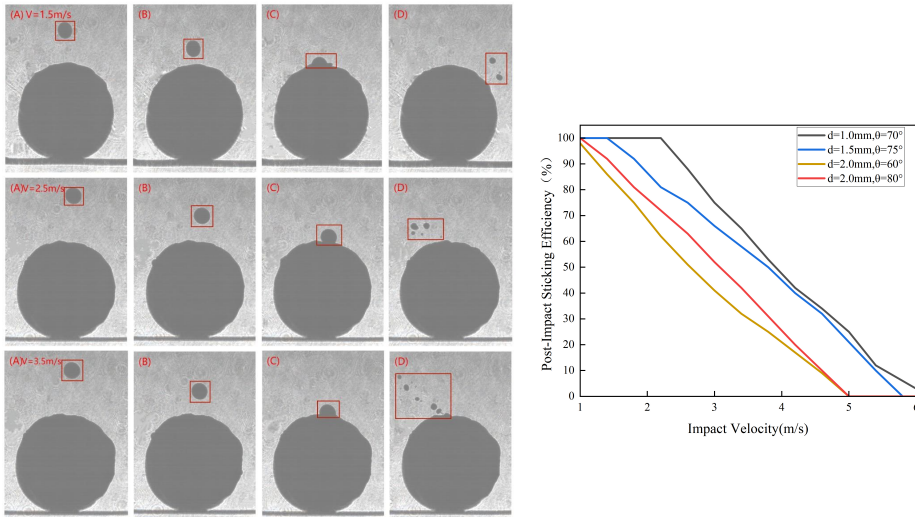 (A) V=1.5m/s
(B)
(C)
(D)
(A)V=2.5m/s
(B)
(C)
(D)
(A)V=3.5m/s
(B)
(C)
(D)
d=1.0mm,θ=70°
d=1.5mm,θ=75°
d=2.0mm,θ=60°
d=2.0mm,θ=80°
Post-Impact Sticking Efficiency（%）
100
90
80
70
60
50
40
30
20
10
0
1
2
3
4
5
6
Impact Velocity(m/s)